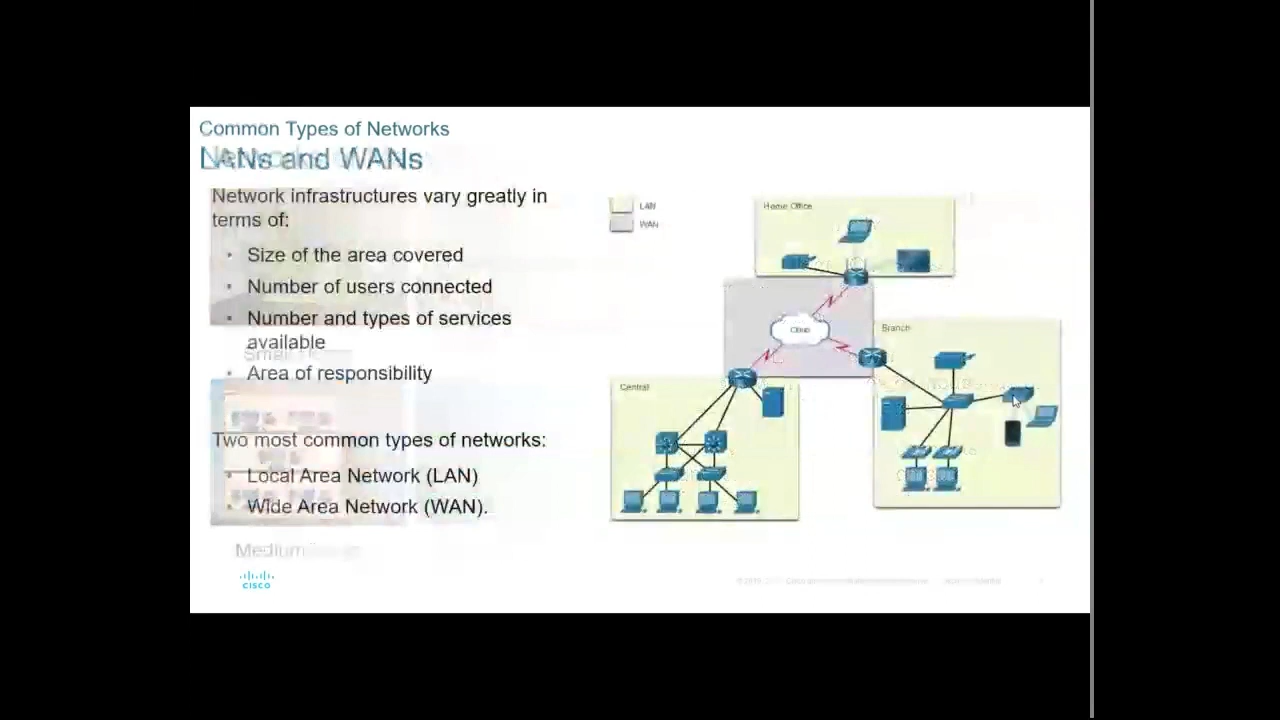 Common Types of Networks
LANs and WANs
Network infrastructures vary greatly in
terms of:
• Size of the area covered
• Number of users connected
• Number and types of services
available
• Area of responsibility
Two most common types of networks:
• Local Area Network (LAN)
• Wide Area Network (WAN).
Small
Medium
LAN
WAN
Home Office
Cloud
Branch
Central
CISCO